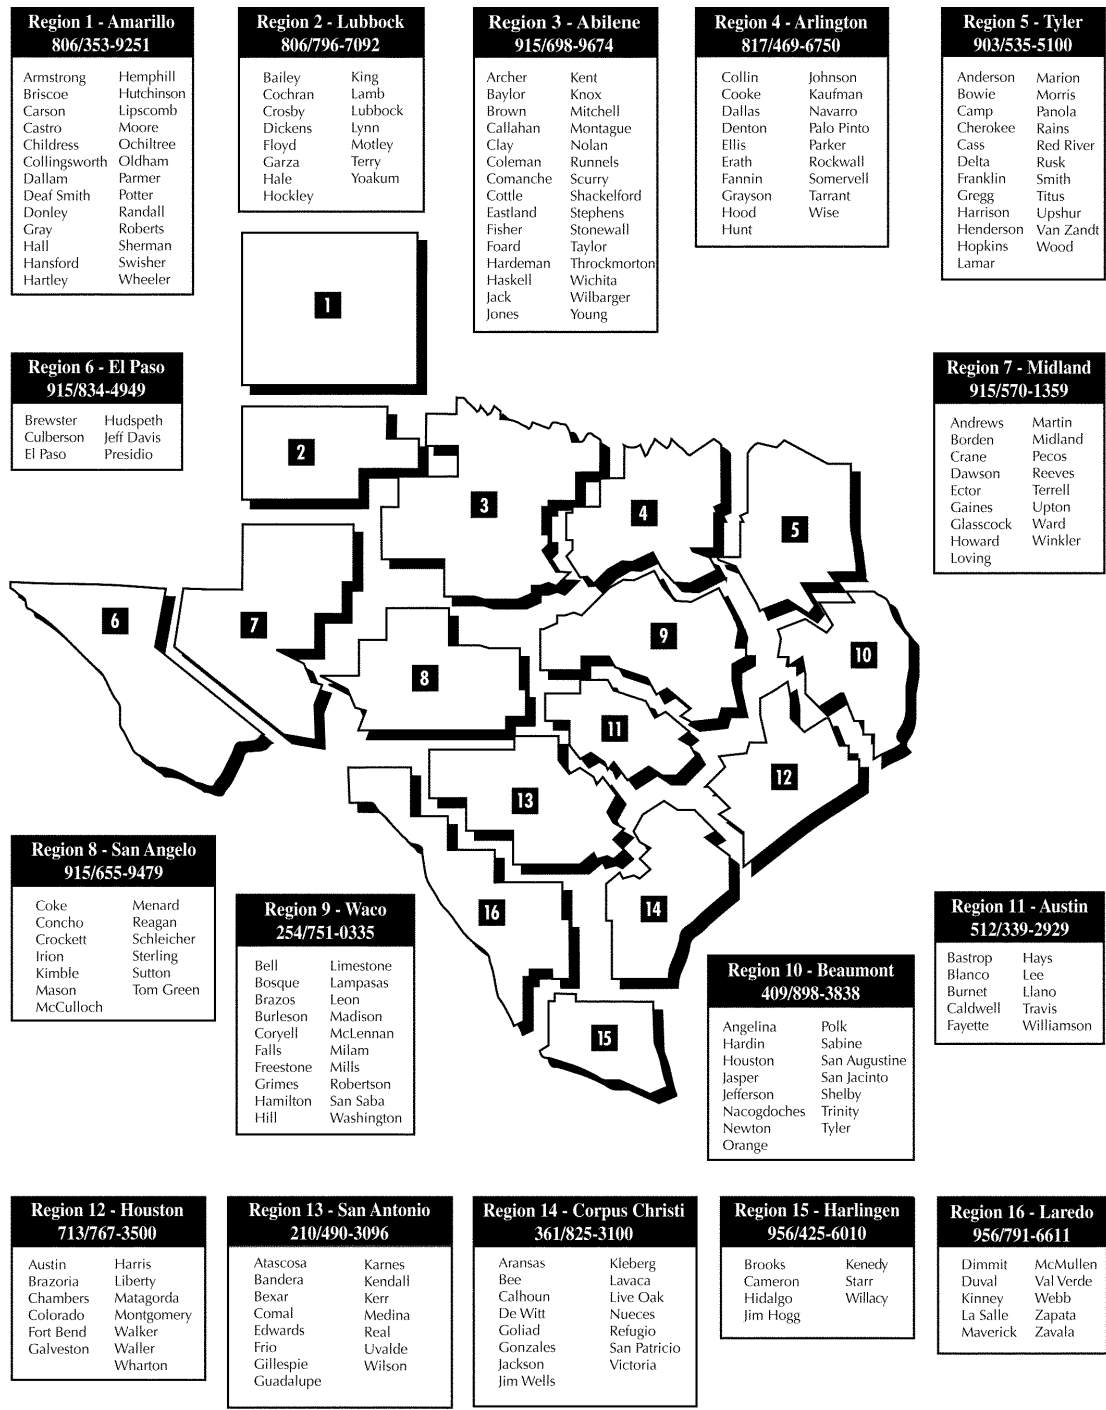 Region 1 - Amarillo
806/353-9251
Armstrong Hemphill
Briscoe Hutchinson
Carson Lipscomb
Castro Moore
Childress Ochiltree
Collingsworth Oldham
Dallam Parmer
Deaf Smith Potter
Donley Randall
Gray Roberts
Hall Sherman
Hansford Swisher
Hartley Wheeler
Region 2 - Lubbock
806/796-7092
Bailey King
Cochran Lamb
Crosby Lubbock
Dickens Lynn
Floyd Motley
Garza Terry
Hale Yoakum
Hockley
Region 3 - Abilene
915/698-9674
Archer Kent
Baylor Knox
Brown Mitchell
Callahan Montague
Clay Nolan
Coleman Runnels
Comanche Scurry
Cottle Shackelford
Eastland Stephens
Fisher Stonewall
Foard Taylor
Hardeman Throckmorton
Haskell Wichita
Jack Wilbarger
Jones Young
Region 4 - Arlington
817/469-6750
Collin Johnson
Cooke Kaufman
Dallas Navarro
Denton Palo Pinto
Ellis Parker
Erath Rockwall
Fannin Somervell
Grayson Tarrant
Hood Wise
Hunt
Region 5 - Tyler
903/535-5100
Anderson Marion
Bowie Morris
Camp Panola
Cherokee Rains
Cass Red River
Delta Rusk
Franklin Smith
Gregg Titus
Harrison Upshur
Henderson Van Zandt
Hopkins Wood
Lamar
Region 6 - El Paso
915/834-4949
Brewster Hudspeth
Culberson Jeff Davis
El Paso Presidio
Region 7 - Midland
915/570-1359
Andrews Martin
Borden Midland
Crane Pecos
Dawson Reeves
Ector Terrell
Gaines Upton
Glasscock Ward
Howard Winkler
Loving
1
2
3
4
5
6
7
8
9
10
11
12
13
14
15
16
Region 8 - San Angelo
915/655-9479
Coke Menard
Concho Reagan
Crockett Schleicher
Irion Sterling
Kimble Sutton
Mason Tom Green
McCulloch
Region 9 - Waco
254/751-0335
Bell Limestone
Bosque Lampasas
Brazos Leon
Burleson Madison
Coryell McLennan
Falls Milam
Freestone Mills
Grimes Robertson
Hamilton San Saba
Hill Washington
Region 10 - Beaumont
409/898-3838
Angelina Polk
Hardin Sabine
Houston San Augustine
Jasper San Jacinto
Jefferson Shelby
Nacogdoches Trinity
Newton Tyler
Orange
Region 11 - Austin
512/339-2929
Bastrop Hays
Blanco Lee
Burnet Llano
Caldwell Travis
Fayette Williamson
Region 12 - Houston
713/767-3500
Austin Harris
Brazoria Liberty
Chambers Matagorda
Colorado Montgomery
Fort Bend Walker
Galveston Waller
Wharton
Region 13 - San Antonio
210/490-3096
Atascosa Karnes
Bandera Kendall
Bexar Kerr
Comal Medina
Edwards Real
Frio Uvalde
Gillespie Wilson
Guadalupe
Region 14 - Corpus Christi
361/825-3100
Aransas Kleberg
Bee Lavaca
Calhoun Live Oak
De Witt Nueces
Goliad Refugio
Gonzales San Patricio
Jackson Victoria
Jim Wells
Region 15 - Harlingen
956/425-6010
Brooks Kenedy
Cameron Starr
Hidalgo Willacy
Jim Hogg
Region 16 - Laredo
956/791-6611
Dimmit McMullen
Duval Val Verde
Kinney Webb
La Salle Zapata
Maverick Zavala